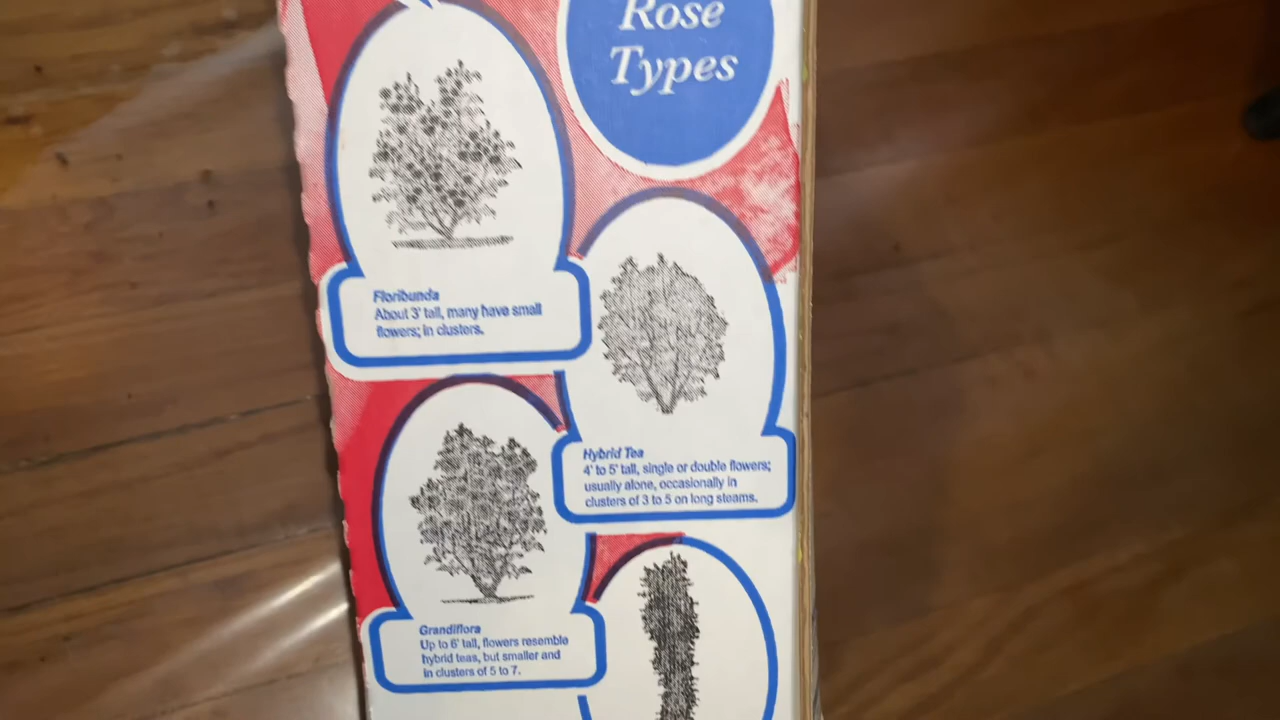 Rose
Types
Floribunda
About 3' tall, many have small
flowers; in clusters.
Hybrid Tea
4' to 5' tall, single or double flowers;
usually alone, occasionally in
clusters of 3 to 5 on long steams.
Grandiflora
Up to 6' tall, flowers resemble
hybrid teas, but smaller and
in clusters of 5 to 7.